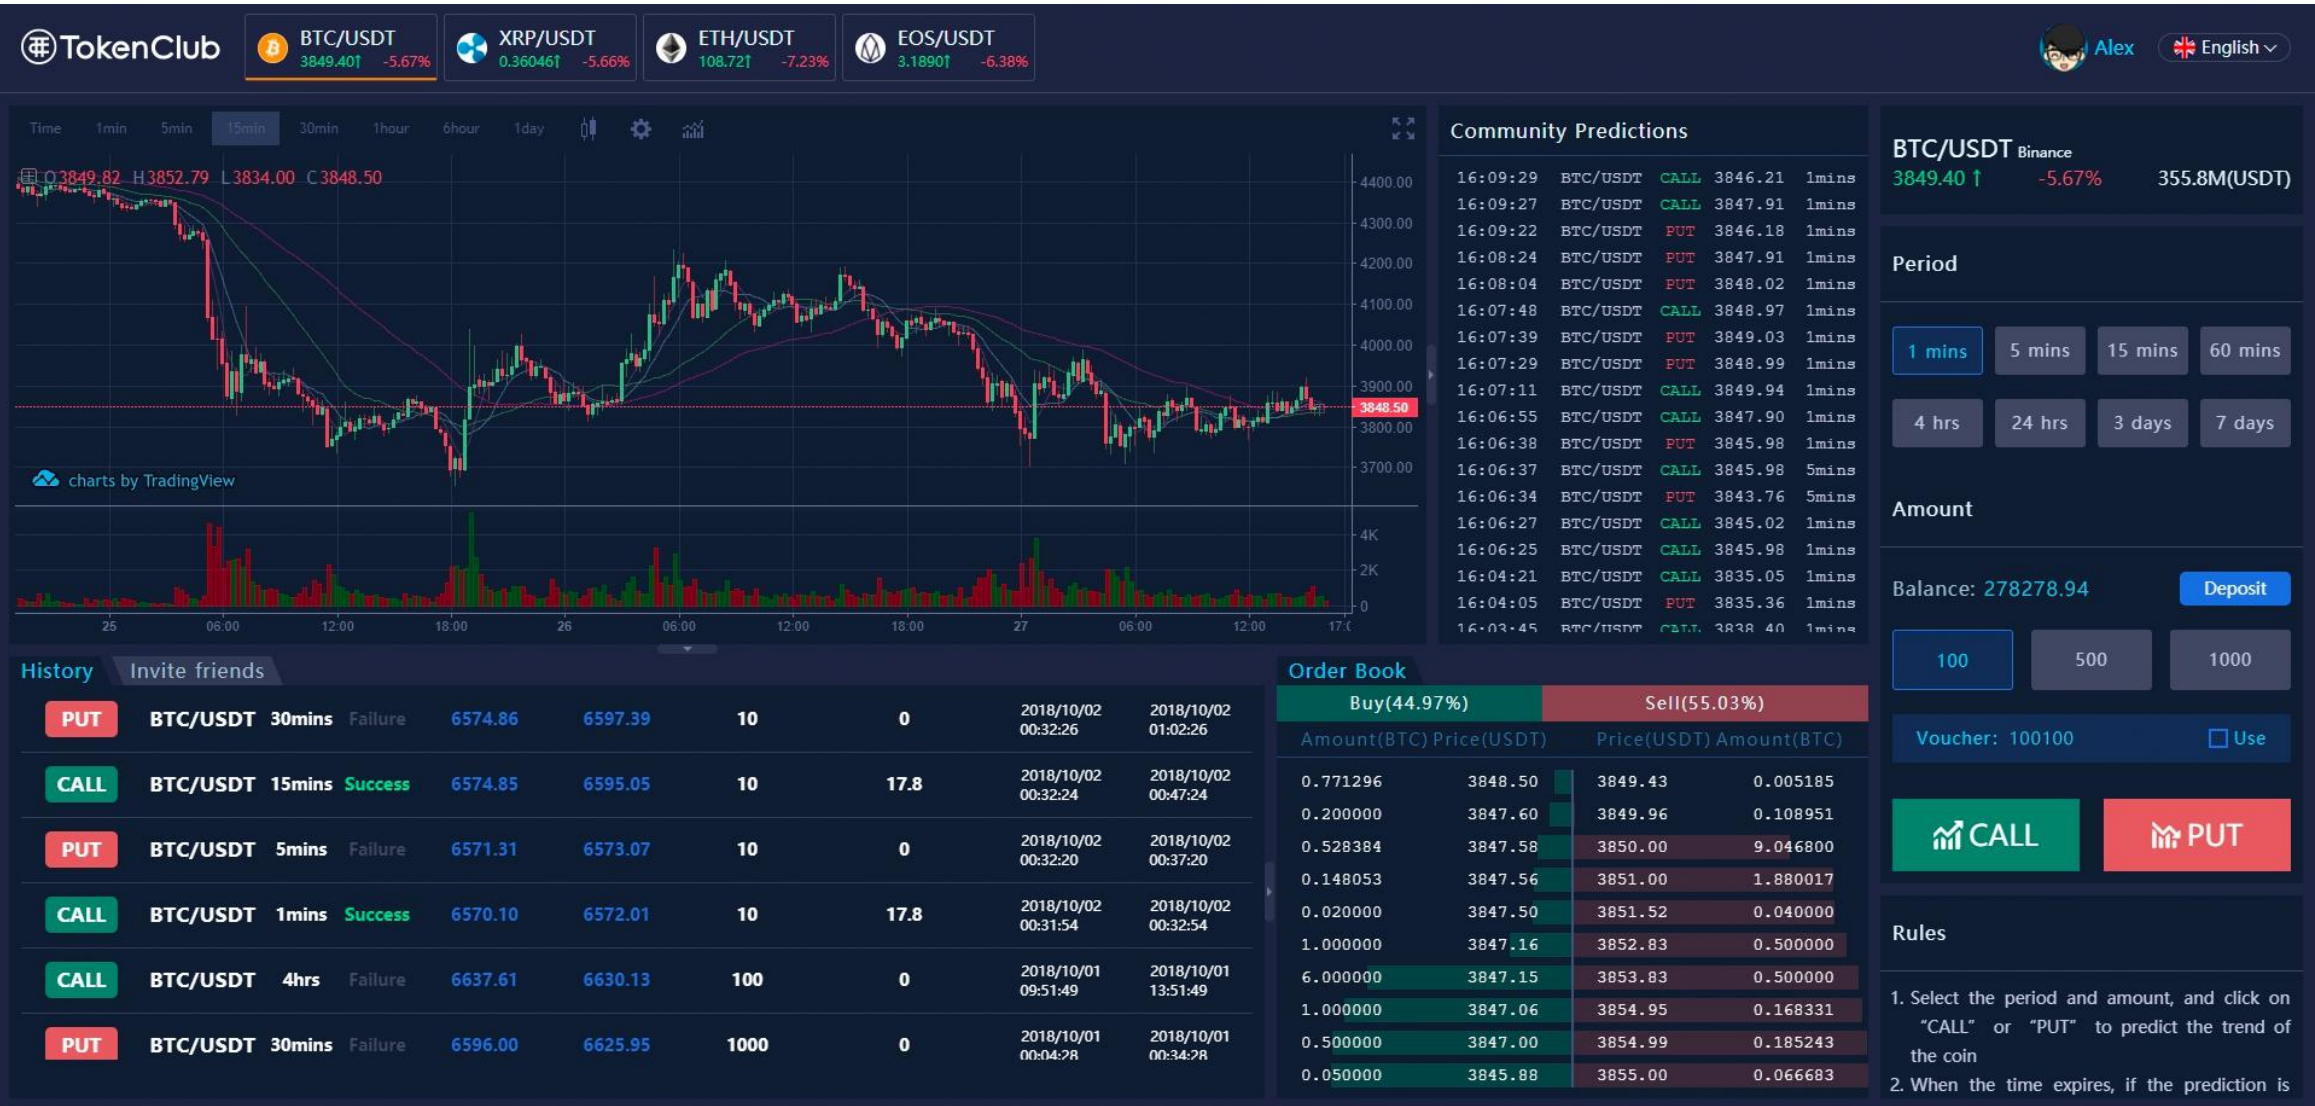 TokenClub
BTC/USDT
3849.40↑ -5.67%
XRP/USDT
0.36046↑ -5.66%
ETH/USDT
108.72↑ -7.23%
EOS/USDT
3.1890↑ -6.38%
Alex
English
Time 1min 5min 15min 30min 1hour 6hour 1day
O3849.82 H3852.79 L3834.00 C3848.50
4400.00
4300.00
4200.00
4100.00
4000.00
3900.00
3848.50
3800.00
3700.00
charts by TradingView
4K
2K
0
25 06:00 12:00 18:00 26 06:00 12:00 18:00 27 06:00 12:00
Community Predictions
16:09:29 BTC/USDT CALL 3846.21 1mins
16:09:27 BTC/USDT CALL 3847.91 1mins
16:09:22 BTC/USDT PUT 3846.18 1mins
16:08:24 BTC/USDT PUT 3847.91 1mins
16:08:04 BTC/USDT PUT 3848.02 1mins
16:07:48 BTC/USDT CALL 3848.97 1mins
16:07:39 BTC/USDT PUT 3849.03 1mins
16:07:29 BTC/USDT PUT 3848.99 1mins
16:07:11 BTC/USDT CALL 3849.94 1mins
16:06:55 BTC/USDT CALL 3847.90 1mins
16:06:38 BTC/USDT PUT 3845.98 1mins
16:06:37 BTC/USDT CALL 3845.98 5mins
16:06:34 BTC/USDT PUT 3843.76 5mins
16:06:27 BTC/USDT CALL 3845.02 1mins
16:06:25 BTC/USDT CALL 3845.98 1mins
16:04:21 BTC/USDT CALL 3835.05 1mins
16:04:05 BTC/USDT PUT 3835.36 1mins
16:03:45 BTC/USDT CALL 3838.40 1mins
BTC/USDT Binance
3849.40 ↑ -5.67% 355.8M(USDT)
Period
1 mins 5 mins 15 mins 60 mins
4 hrs 24 hrs 3 days 7 days
Amount
Balance: 278278.94 Deposit
100 500 1000
Voucher: 100100 Use
CALL PUT
Rules
1. Select the period and amount, and click on
“CALL” or “PUT” to predict the trend of
the coin
2. When the time expires, if the prediction is
History Invite friends
PUT BTC/USDT 30mins Failure 6574.86 6597.39 10 0 2018/10/02 00:32:26 2018/10/02 01:02:26
CALL BTC/USDT 15mins Success 6574.85 6595.05 10 17.8 2018/10/02 00:32:24 2018/10/02 00:47:24
PUT BTC/USDT 5mins Failure 6571.31 6573.07 10 0 2018/10/02 00:32:20 2018/10/02 00:37:20
CALL BTC/USDT 1mins Success 6570.10 6572.01 10 17.8 2018/10/02 00:31:54 2018/10/02 00:32:54
CALL BTC/USDT 4hrs Failure 6637.61 6630.13 100 0 2018/10/01 09:51:49 2018/10/01 13:51:49
PUT BTC/USDT 30mins Failure 6596.00 6625.95 1000 0 2018/10/01 00:04:28 2018/10/01 00:34:28
Order Book
Buy(44.97%) Sell(55.03%)
Amount(BTC) Price(USDT) Price(USDT) Amount(BTC)
0.771296 3848.50 3849.43 0.005185
0.200000 3847.60 3849.96 0.108951
0.528384 3847.58 3850.00 9.046800
0.148053 3847.56 3851.00 1.880017
0.020000 3847.50 3851.52 0.040000
1.000000 3847.16 3852.83 0.500000
6.000000 3847.15 3853.83 0.500000
1.000000 3847.06 3854.95 0.168331
0.500000 3847.00 3854.99 0.185243
0.050000 3845.88 3855.00 0.066683